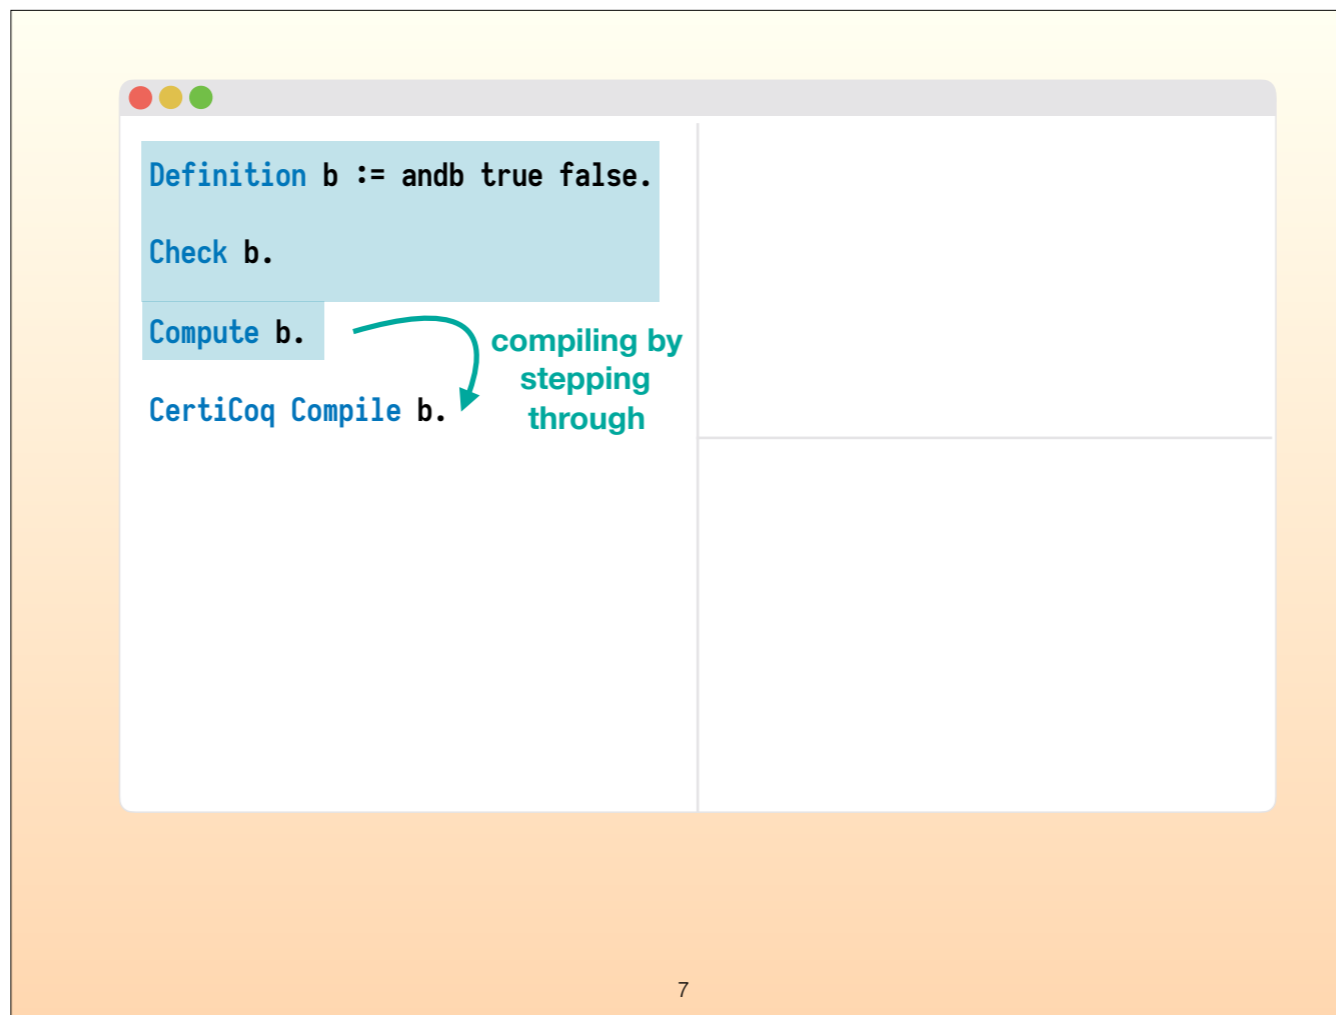 Definition b := andb true false.
Check b.
Compute b.
CertiCoq Compile b.
compiling by
stepping
through
7